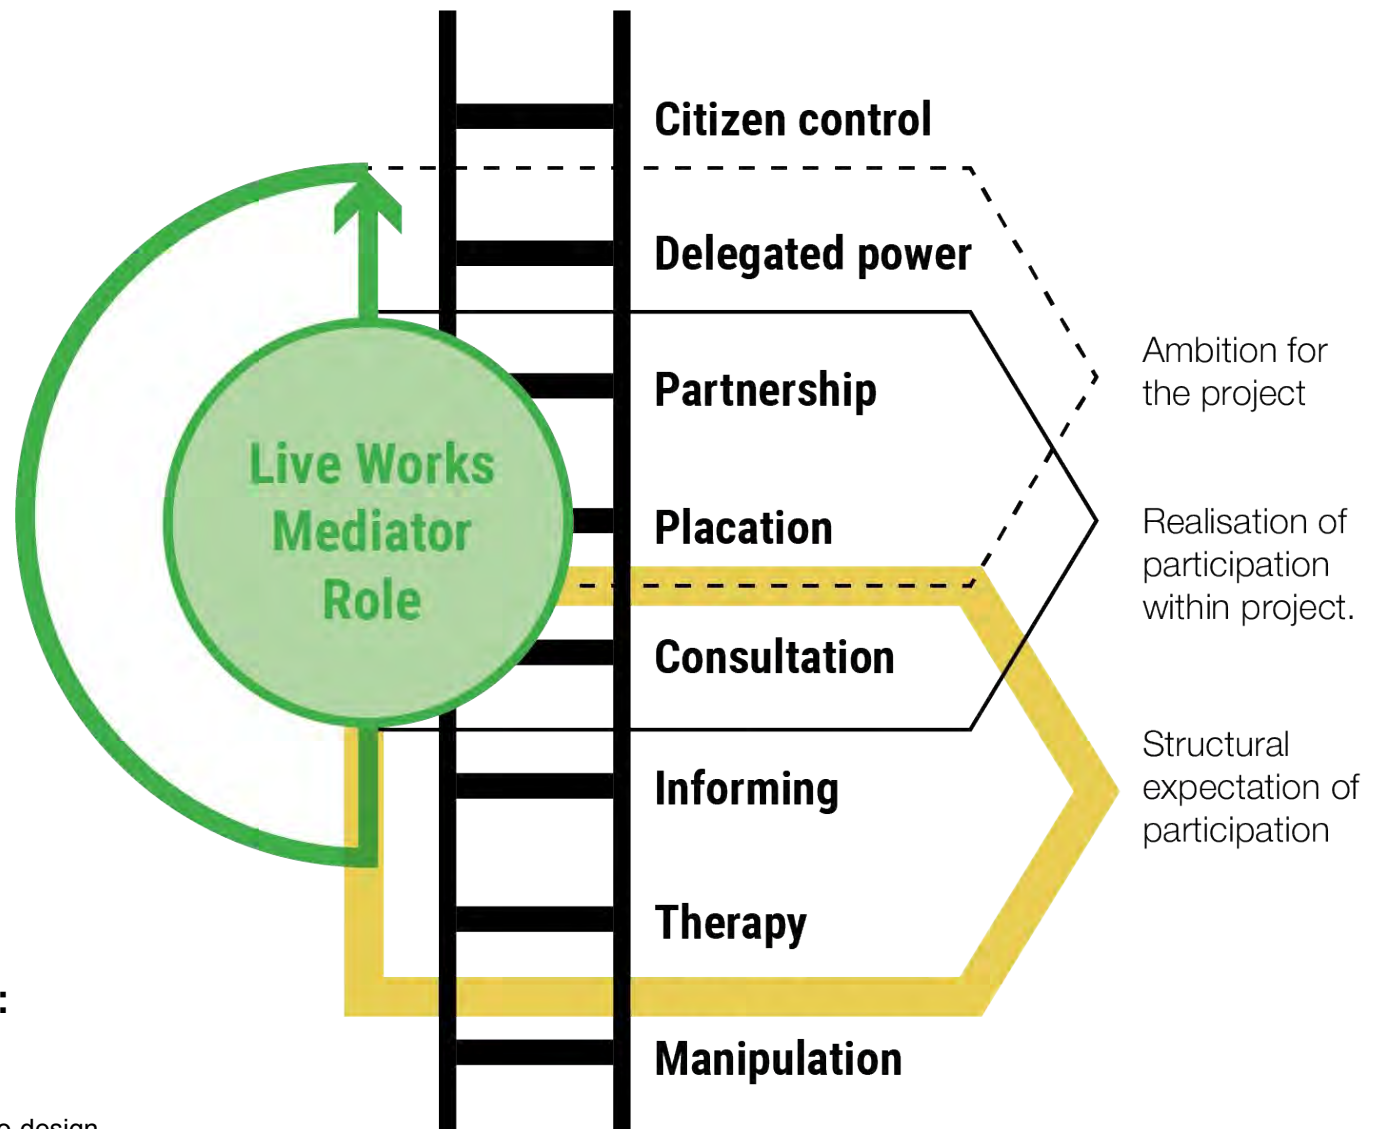 Citizen control
Delegated power
Partnership
Placation
Consultation
Informing
Therapy
Manipulation
Live Works
Mediator
Role
Ambition for
the project
Realisation of
participation
within project.
Structural
expectation of
participation
:
design